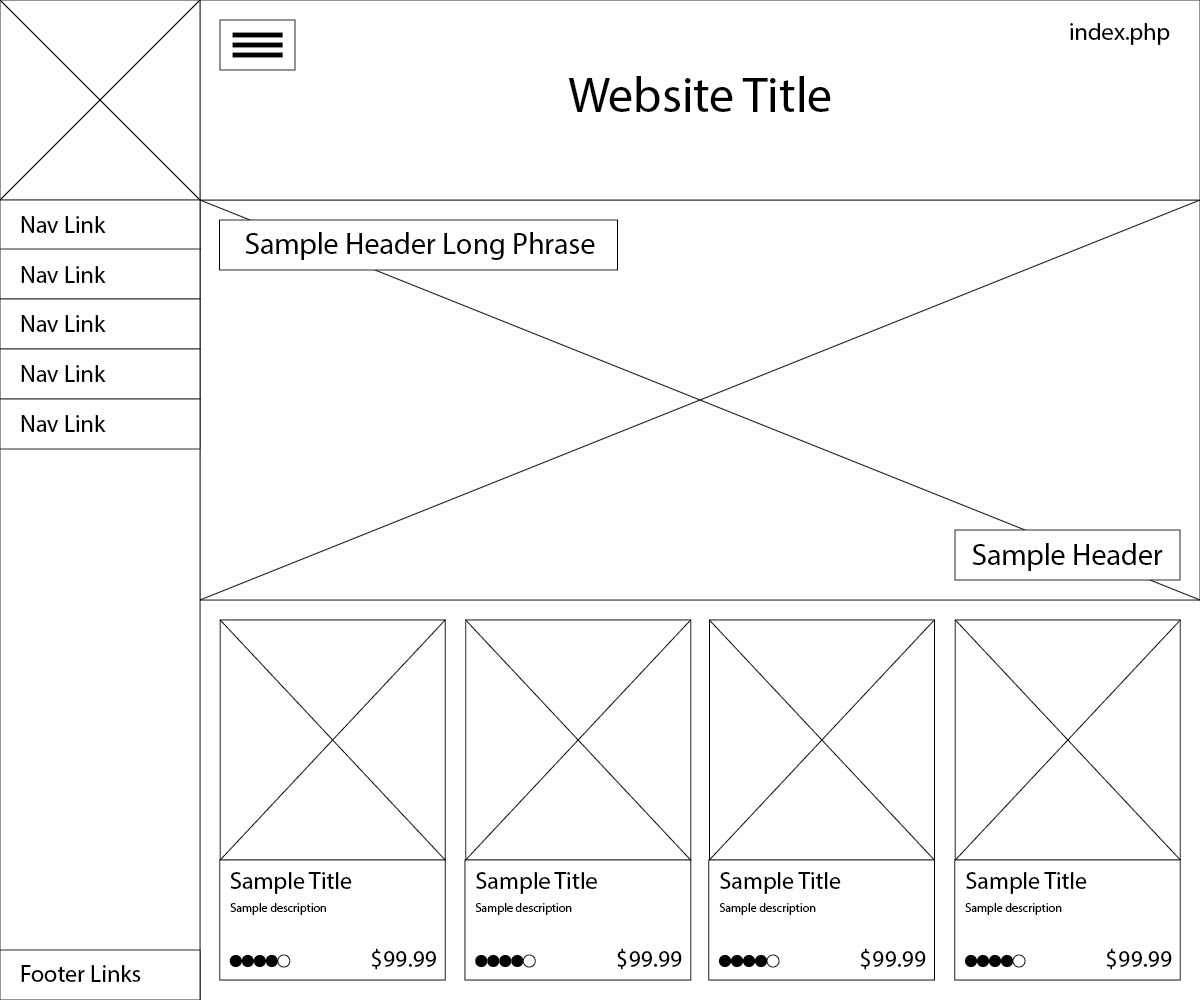 index.php
Website Title
Nav Link
Nav Link
Nav Link
Nav Link
Nav Link
Sample Header Long Phrase
Sample Header
Sample Title
Sample description
$99.99
Sample Title
Sample description
$99.99
Sample Title
Sample description
$99.99
Sample Title
Sample description
$99.99
Footer Links